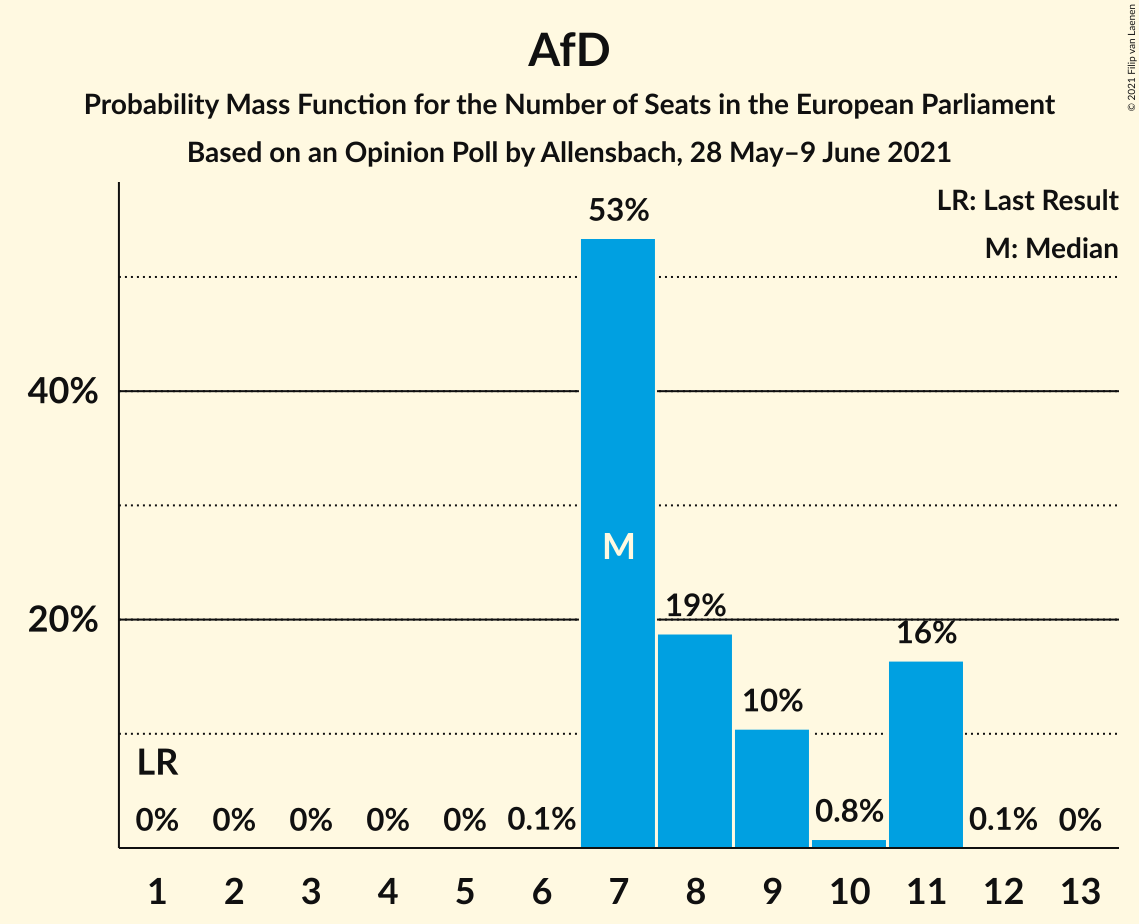 AfD
Probability Mass Function for the Number of Seats in the European Parliament
Based on an Opinion Poll by Allensbach, 28 May–9 June 2021
© 2021 Filip van Laenen
LR: Last Result
M: Median
53%
40%
M
19%
20%
16%
10%
LR
0% 0% 0% 0% 0% 0.1% 0.8% 0.1% 0%
1 2 3 4 5 6 7 8 9 10 11 12 13